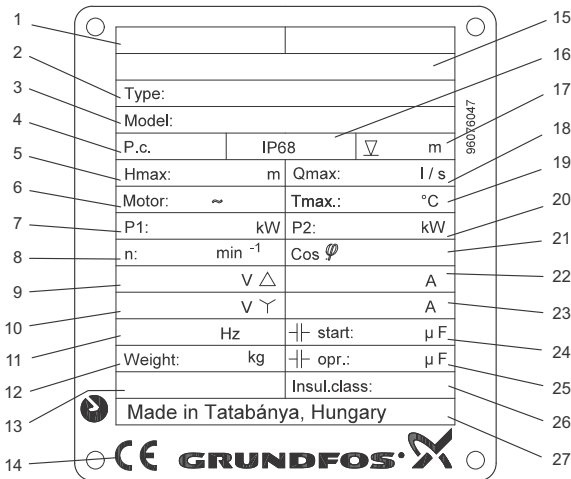 1 15
2 16
Type:
3 17
Model:
4 P.c. IP68 m 96076047 18
5 Hmax: m Qmax: l / s
6 Motor: ~ Tmax.: °C 19
7 P1: kW P2: kW 20
8 n: min -1 Cos φ 21
9 V △ A 22
10 V Y A 23
11 Hz start: µ F 24
12 Weight: kg opr.: µ F 25
13 Insul.class: 26
Made in Tatabánya, Hungary
14 CE GRUNDFOS 27